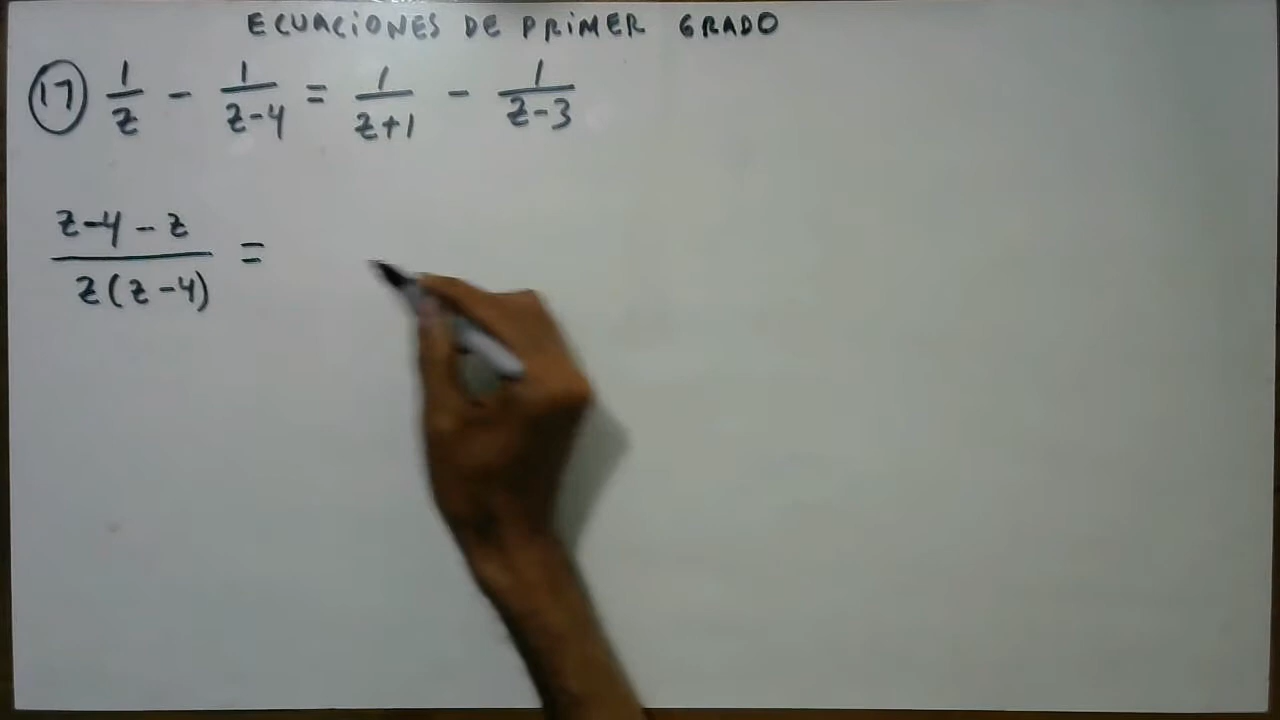 ECUACIONES DE PRIMER GRADO
17 1/z - 1/(z-4) = 1/(z+1) - 1/(z-3)
(z-4-z)/(z(z-4)) =